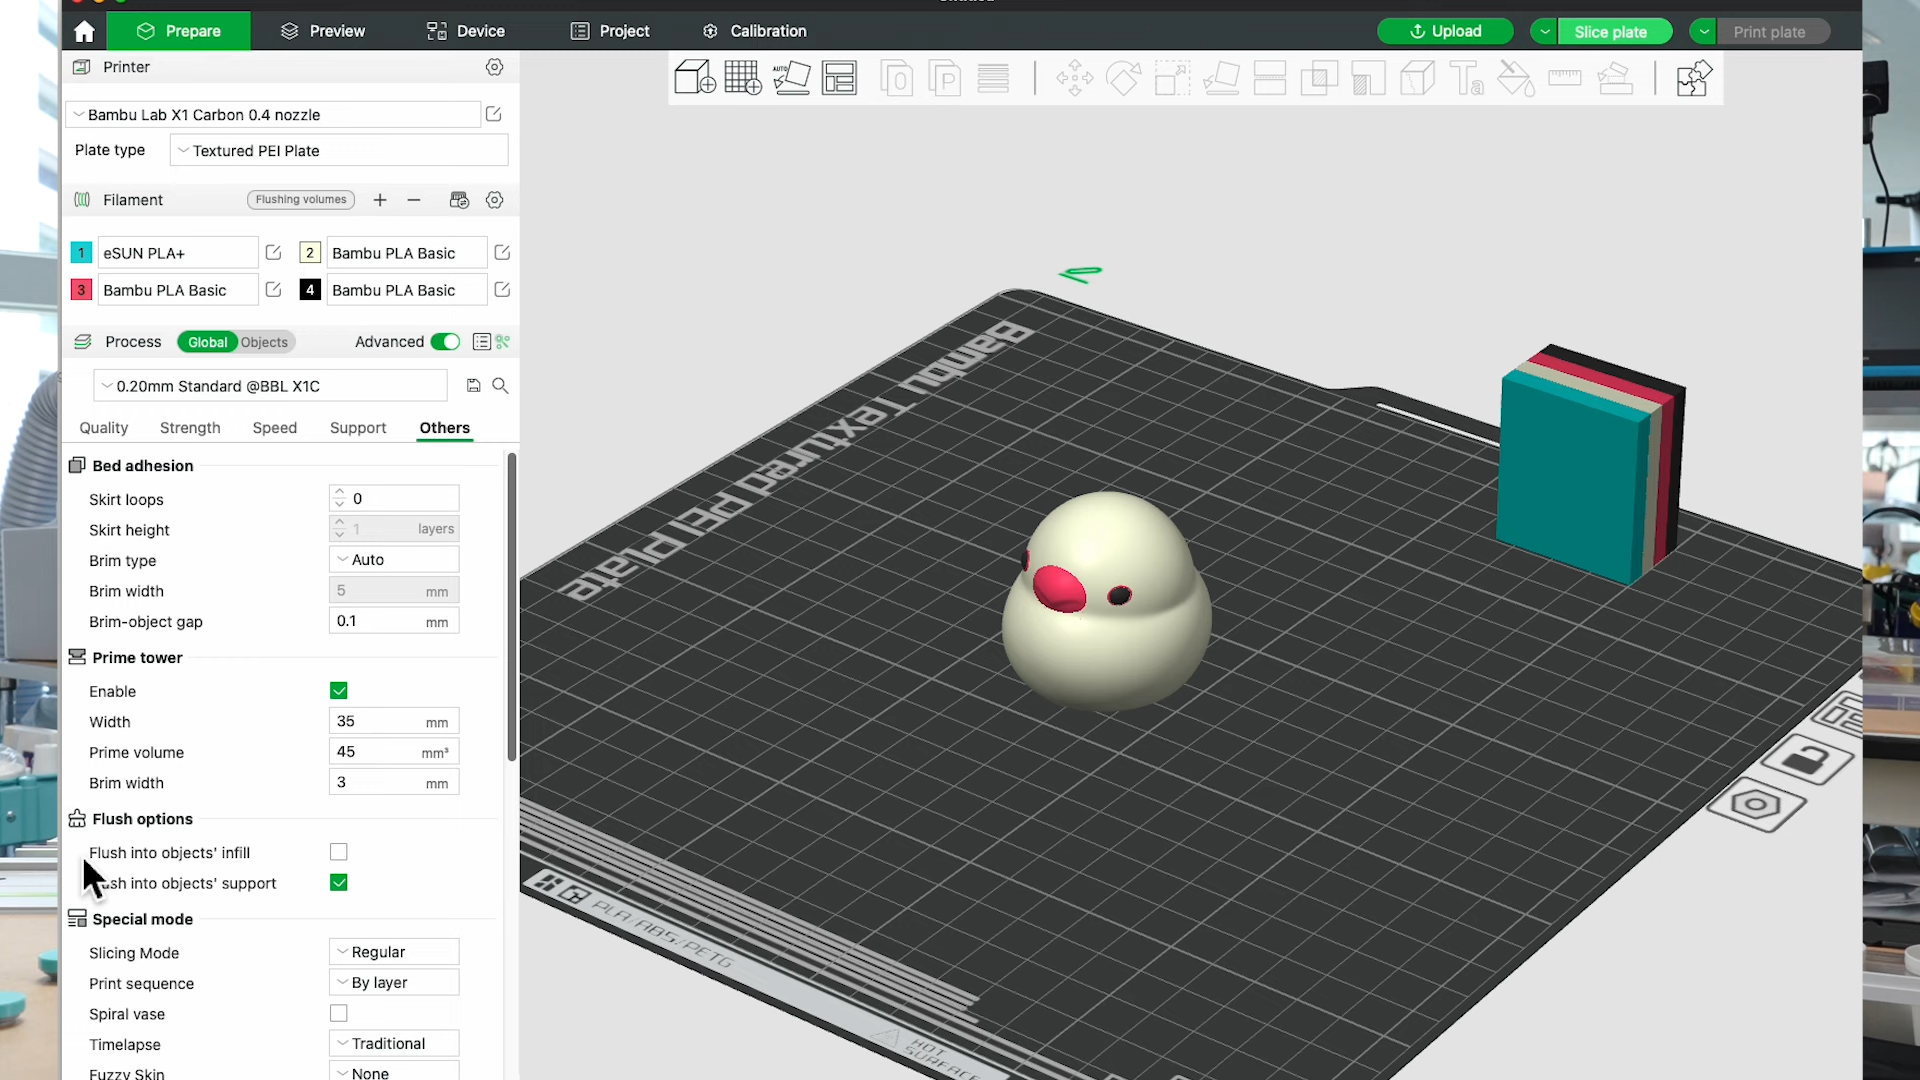 Prepare
Preview
Device
Project
Calibration
Upload
Slice plate
Print plate
Printer
Bambu Lab X1 Carbon 0.4 nozzle
Plate type
Textured PEI Plate
Filament
Flushing volumes
1 eSUN PLA+
2 Bambu PLA Basic
3 Bambu PLA Basic
4 Bambu PLA Basic
Process
Global
Objects
Advanced
0.20mm Standard @BBL X1C
Quality
Strength
Speed
Support
Others
Bed adhesion
Skirt loops 0
Skirt height 1 layers
Brim type Auto
Brim width 5 mm
Brim-object gap 0.1 mm
Prime tower
Enable
Width 35 mm
Prime volume 45 mm³
Brim width 3 mm
Flush options
Flush into objects' infill
ush into objects' support
Special mode
Slicing Mode Regular
Print sequence By layer
Spiral vase
Timelapse Traditional
Fuzzy Skin None
AUTO
Bambu Textured PEI Plate
PLA/ABS/PETG
HOT
SURFACE